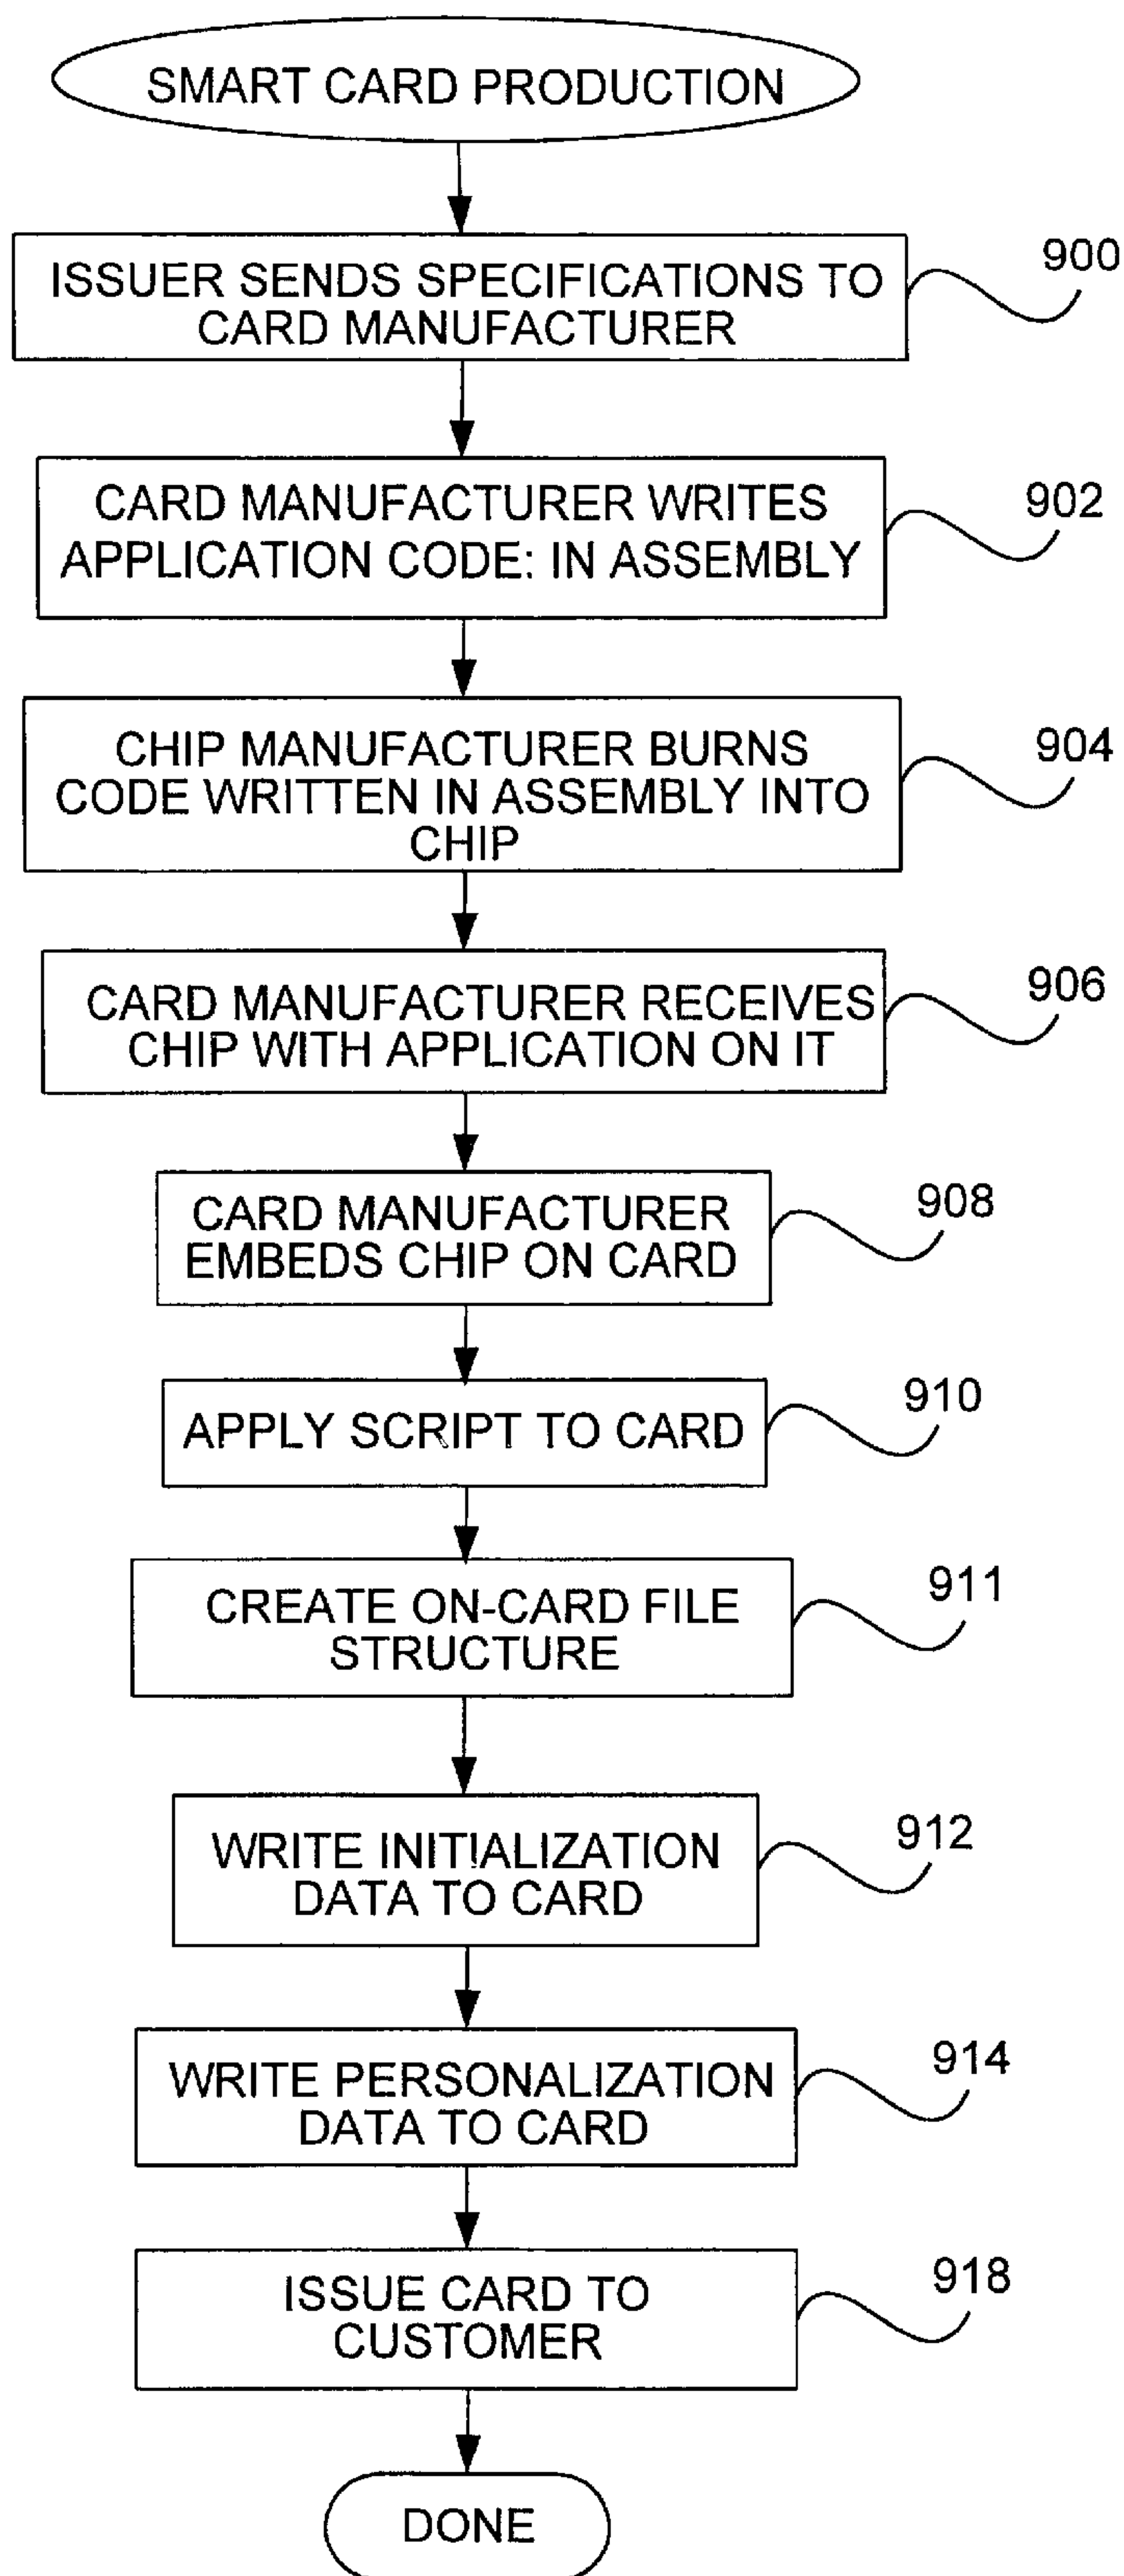 SMART CARD PRODUCTION
ISSUER SENDS SPECIFICATIONS TO
CARD MANUFACTURER
900
CARD MANUFACTURER WRITES
APPLICATION CODE: IN ASSEMBLY
902
CHIP MANUFACTURER BURNS
CODE WRITTEN IN ASSEMBLY INTO
CHIP
904
CARD MANUFACTURER RECEIVES
CHIP WITH APPLICATION ON IT
906
CARD MANUFACTURER
EMBEDS CHIP ON CARD
908
APPLY SCRIPT TO CARD
910
CREATE ON-CARD FILE
STRUCTURE
911
WRITE INITIALIZATION
DATA TO CARD
912
WRITE PERSONALIZATION
DATA TO CARD
914
ISSUE CARD TO
CUSTOMER
918
DONE